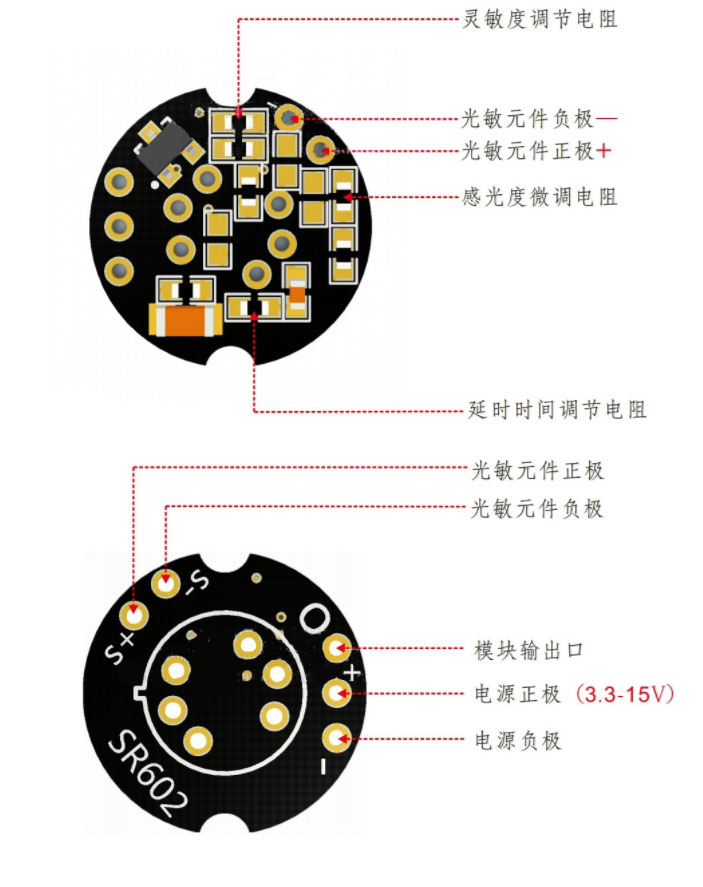 灵敏度调节电阻
光敏元件负极—
光敏元件正极+
感光度微调电阻
延时时间调节电阻
光敏元件正极
光敏元件负极
S-
S+
O
模块输出口
+
电源正极（3.3-15V）
电源负极
-
SR602